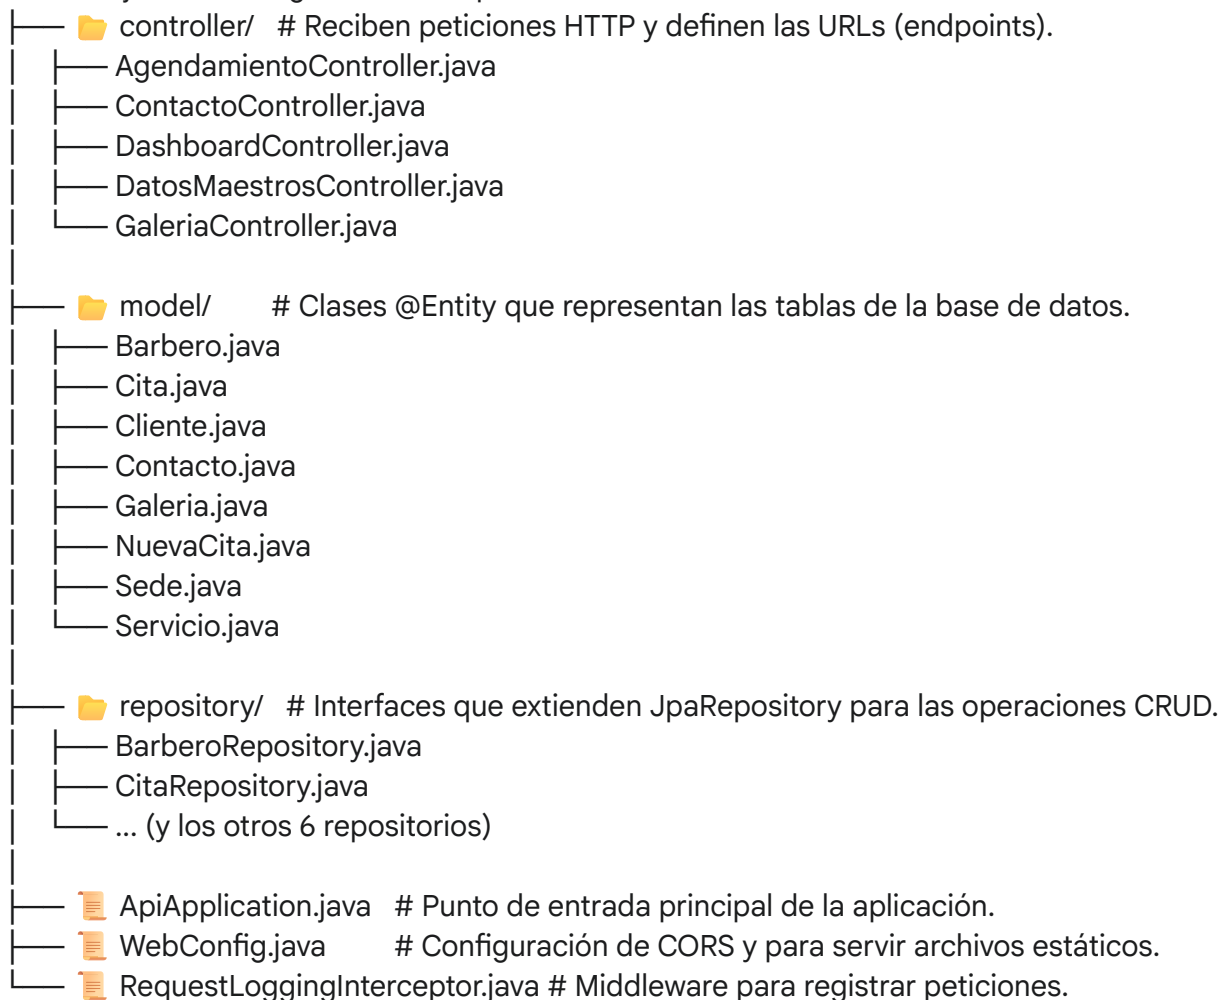 controller/ # Reciben peticiones HTTP y definen las URLs (endpoints).
AgendamientoController.java
ContactoController.java
DashboardController.java
DatosMaestrosController.java
GaleriaController.java
model/ # Clases @Entity que representan las tablas de la base de datos.
Barbero.java
Cita.java
Cliente.java
Contacto.java
Galeria.java
NuevaCita.java
Sede.java
Servicio.java
repository/ # Interfaces que extienden JpaRepository para las operaciones CRUD.
BarberoRepository.java
CitaRepository.java
... (y los otros 6 repositorios)
ApiApplication.java # Punto de entrada principal de la aplicación.
WebConfig.java # Configuración de CORS y para servir archivos estáticos.
RequestLoggingInterceptor.java # Middleware para registrar peticiones.